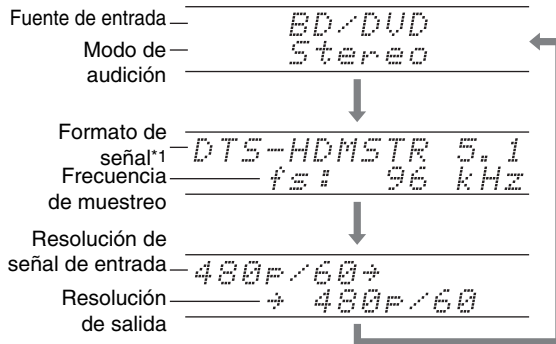 Fuente de entrada
BD/DVD
Modo de
audición
Stereo
Formato de
señal*1
DTS-HDMSTR 5.1
Frecuencia
de muestreo
fs: 96 kHz
Resolución de
señal de entrada
480p/60→
Resolución
de salida
→ 480p/60